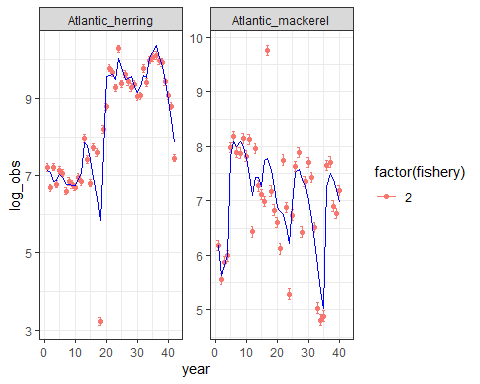 Atlantic_herring
Atlantic_mackerel
log_obs
9
7
5
3
10
9
8
7
6
5
0 10 20 30 40
0 10 20 30 40
year
factor(fishery)
2